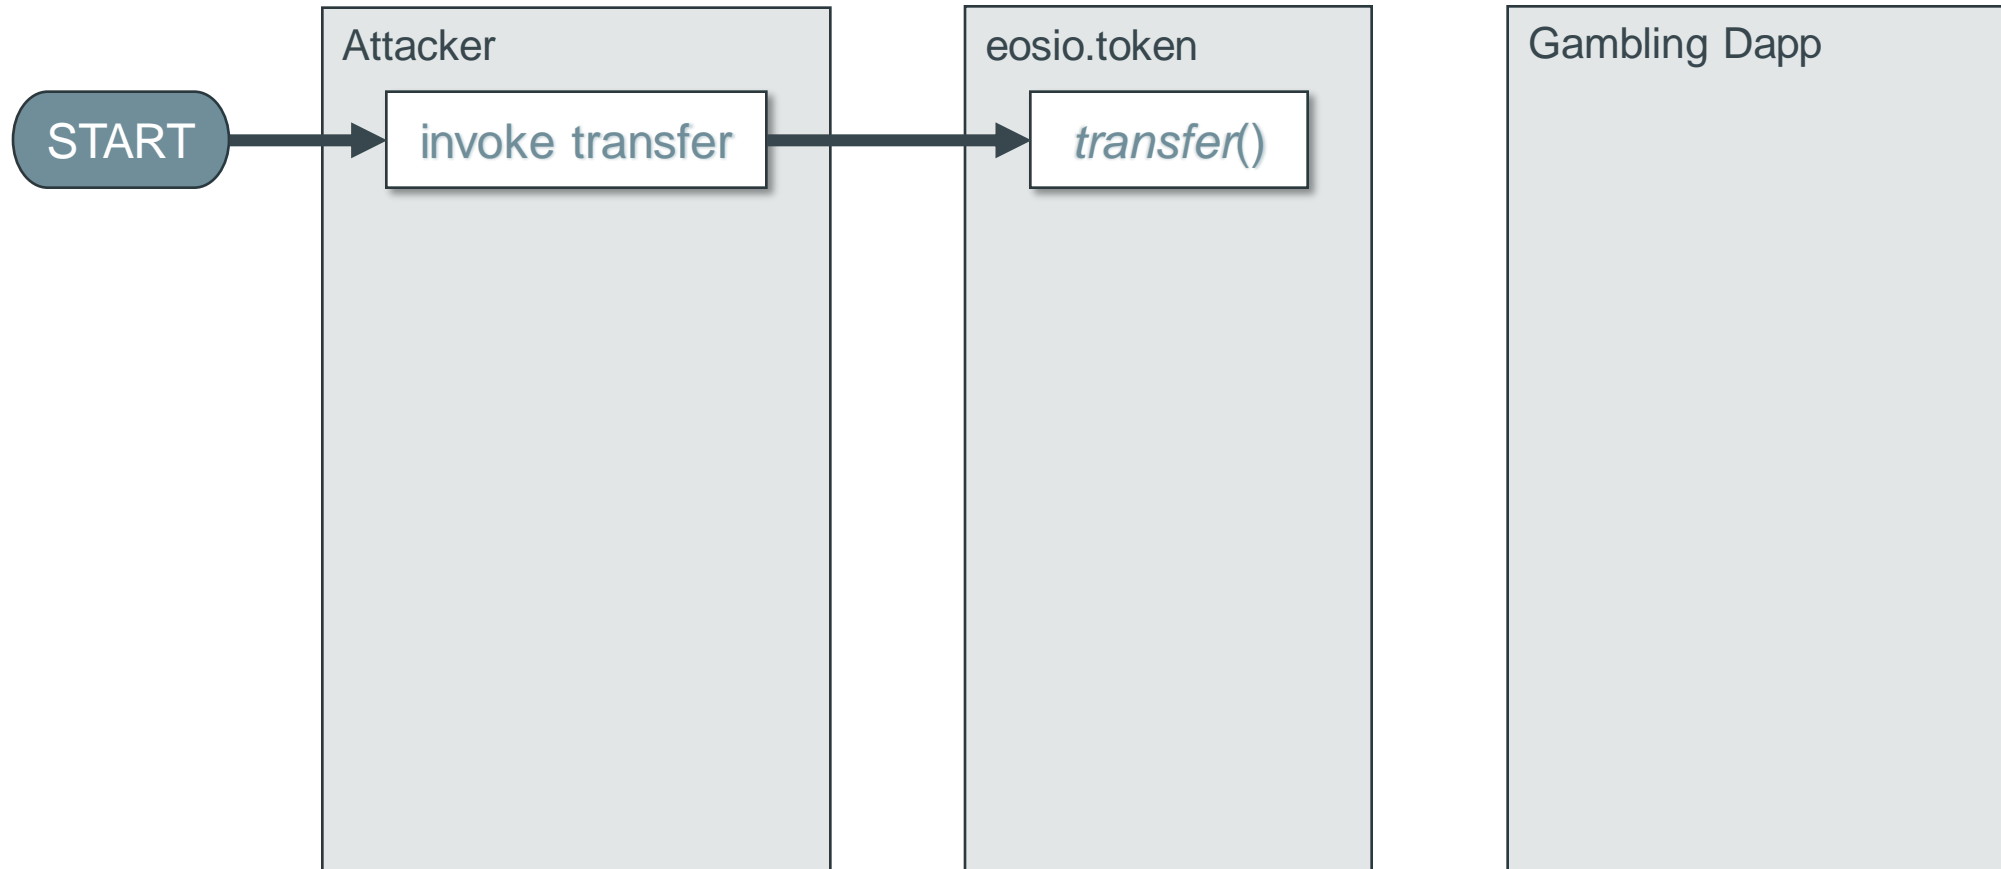 Attacker
eosio.token
Gambling Dapp
START
invoke transfer
transfer()